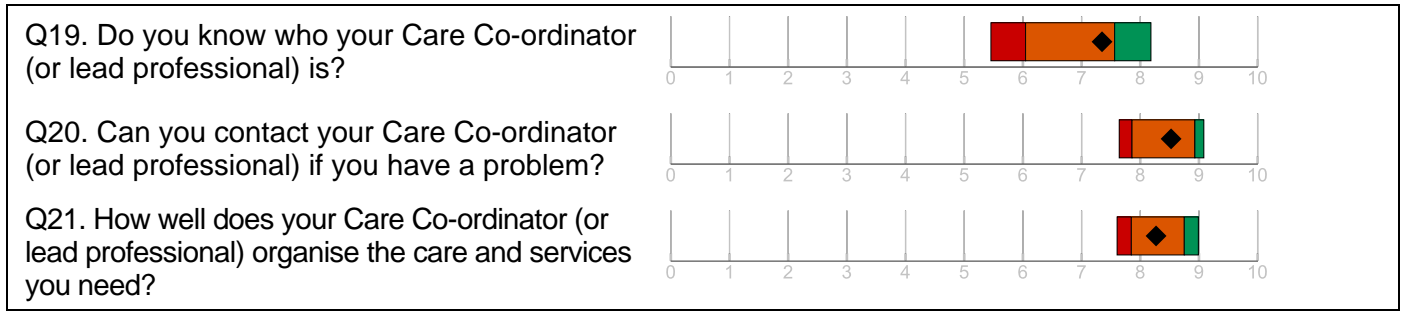 Q19. Do you know who your Care Co-ordinator
(or lead professional) is?
0 1 2 3 4 5 6 7 8 9 10
Q20. Can you contact your Care Co-ordinator
(or lead professional) if you have a problem?
0 1 2 3 4 5 6 7 8 9 10
Q21. How well does your Care Co-ordinator (or
lead professional) organise the care and services
you need?
0 1 2 3 4 5 6 7 8 9 10